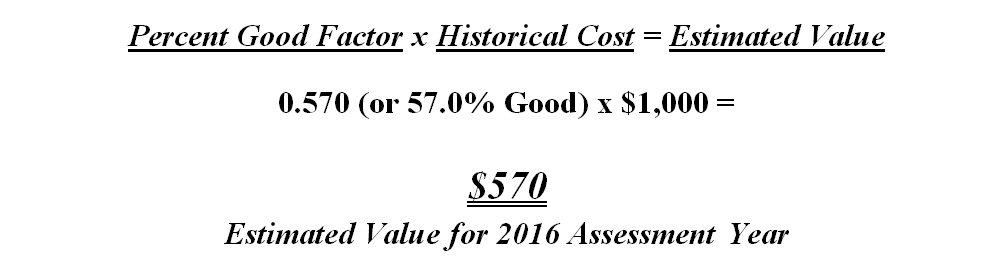 Percent Good Factor x Historical Cost = Estimated Value
0.570 (or 57.0% Good) x $1,000 =
$570
Estimated Value for 2016 Assessment Year